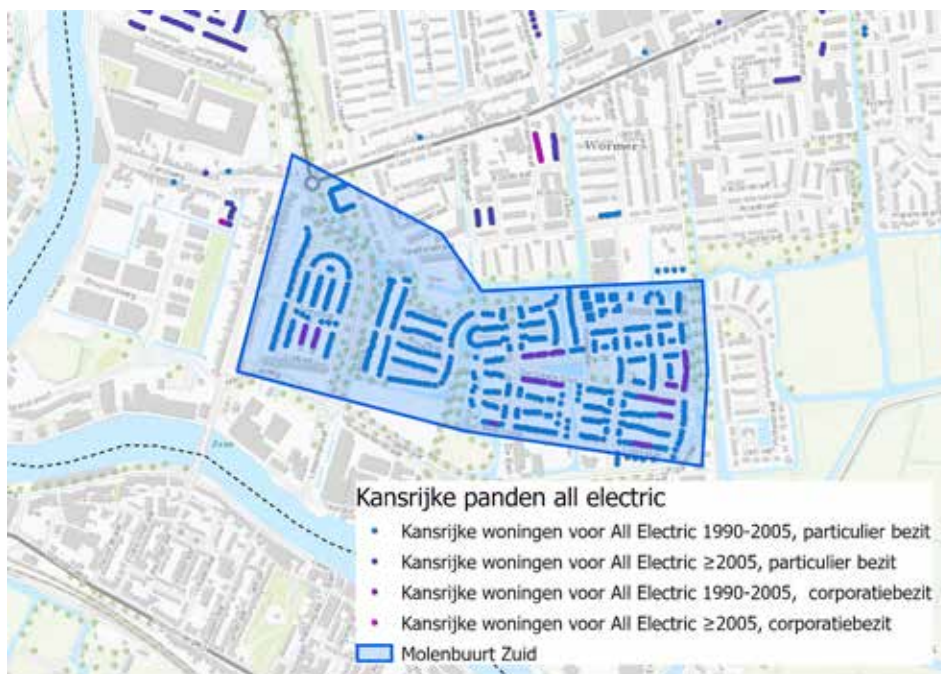 Wormer
Zaan
Kansrijke panden all electric
Kansrijke woningen voor All Electric 1990-2005, particulier bezit
Kansrijke woningen voor All Electric ≥2005, particulier bezit
Kansrijke woningen voor All Electric 1990-2005, corporatiebezit
Kansrijke woningen voor All Electric ≥2005, corporatiebezit
Molenbuurt Zuid